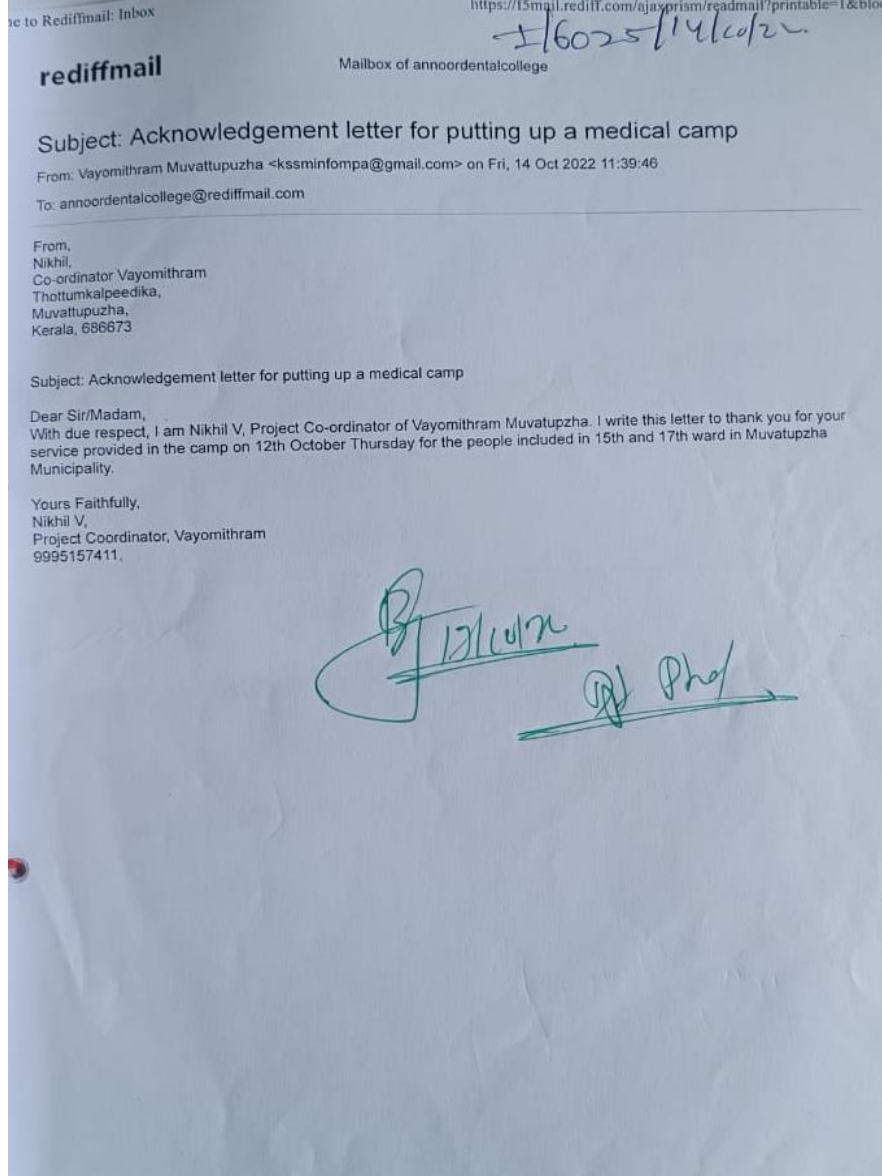 ne to Rediffmail: Inbox
https://f5mail.rediff.com/ajaxprism/readmail?printable=1&bloc
I/6025/14/10/22
rediffmail
Mailbox of annoordentalcollege
Subject: Acknowledgement letter for putting up a medical camp
From: Vayomithram Muvattupuzha <kssminfompa@gmail.com> on Fri, 14 Oct 2022 11:39:46
To: annoordentalcollege@rediffmail.com
From,
Nikhil,
Co-ordinator Vayomithram
Thottumkalpeedika,
Muvattupuzha,
Kerala, 686673
Subject: Acknowledgement letter for putting up a medical camp
Dear Sir/Madam,
With due respect, I am Nikhil V, Project Co-ordinator of Vayomithram Muvatupzha. I write this letter to thank you for your
service provided in the camp on 12th October Thursday for the people included in 15th and 17th ward in Muvatupzha
Municipality.
Yours Faithfully,
Nikhil V,
Project Coordinator, Vayomithram
9995157411.